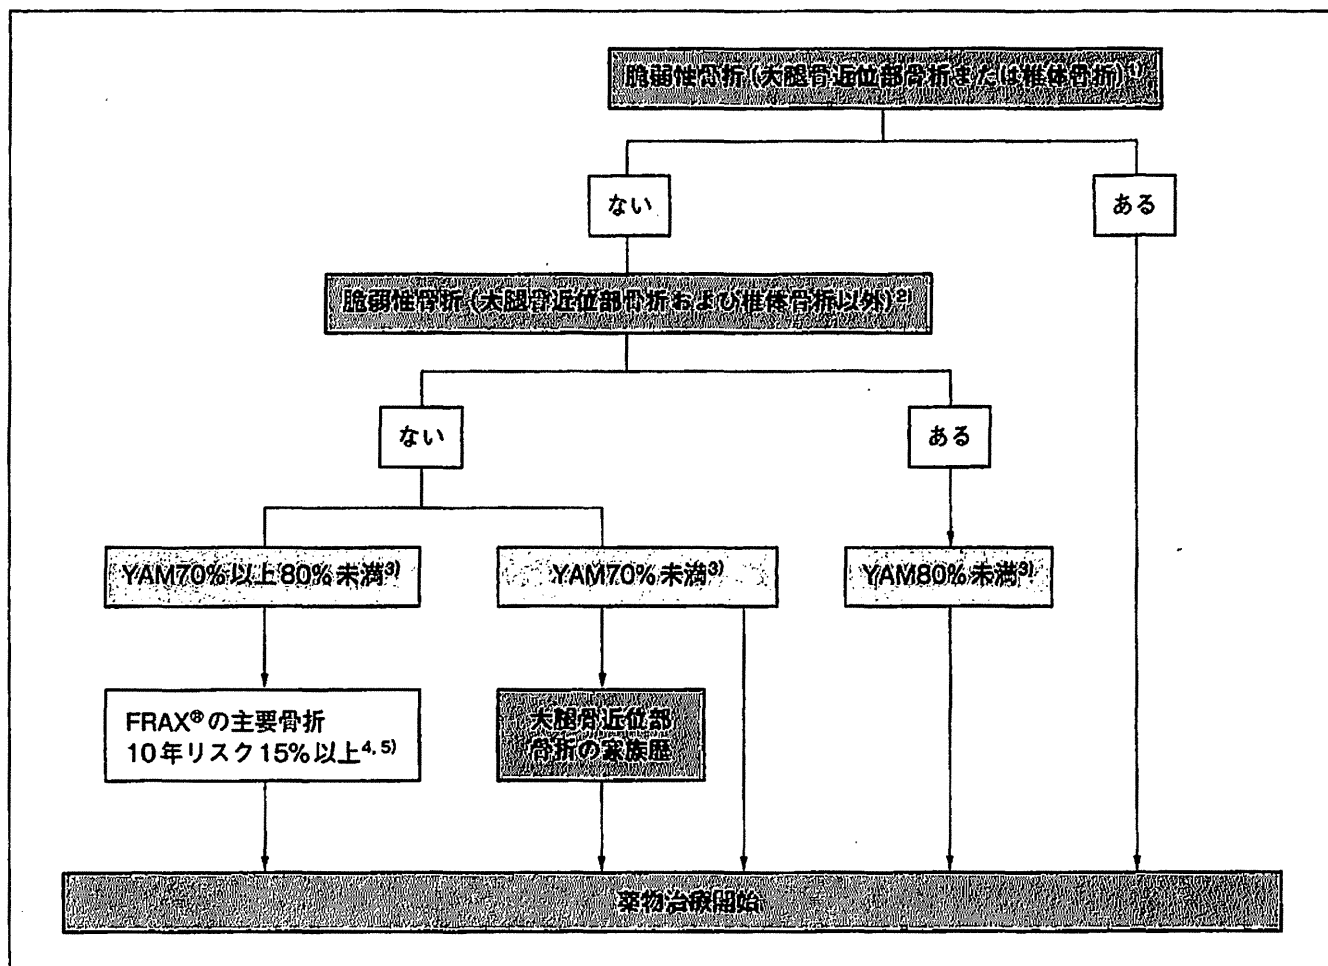 脆弱性骨折(大腿骨近位部骨折または椎体骨折)1)
ない
ある
脆弱性骨折(大腿骨近位部骨折および椎体骨折以外)2)
ない
ある
YAM70%以上80%未満3)
YAM70%未満3)
YAM80%未満3)
FRAX®の主要骨折
10年リスク15%以上4, 5)
大腿骨近位部
骨折の家族歴
薬物治療開始